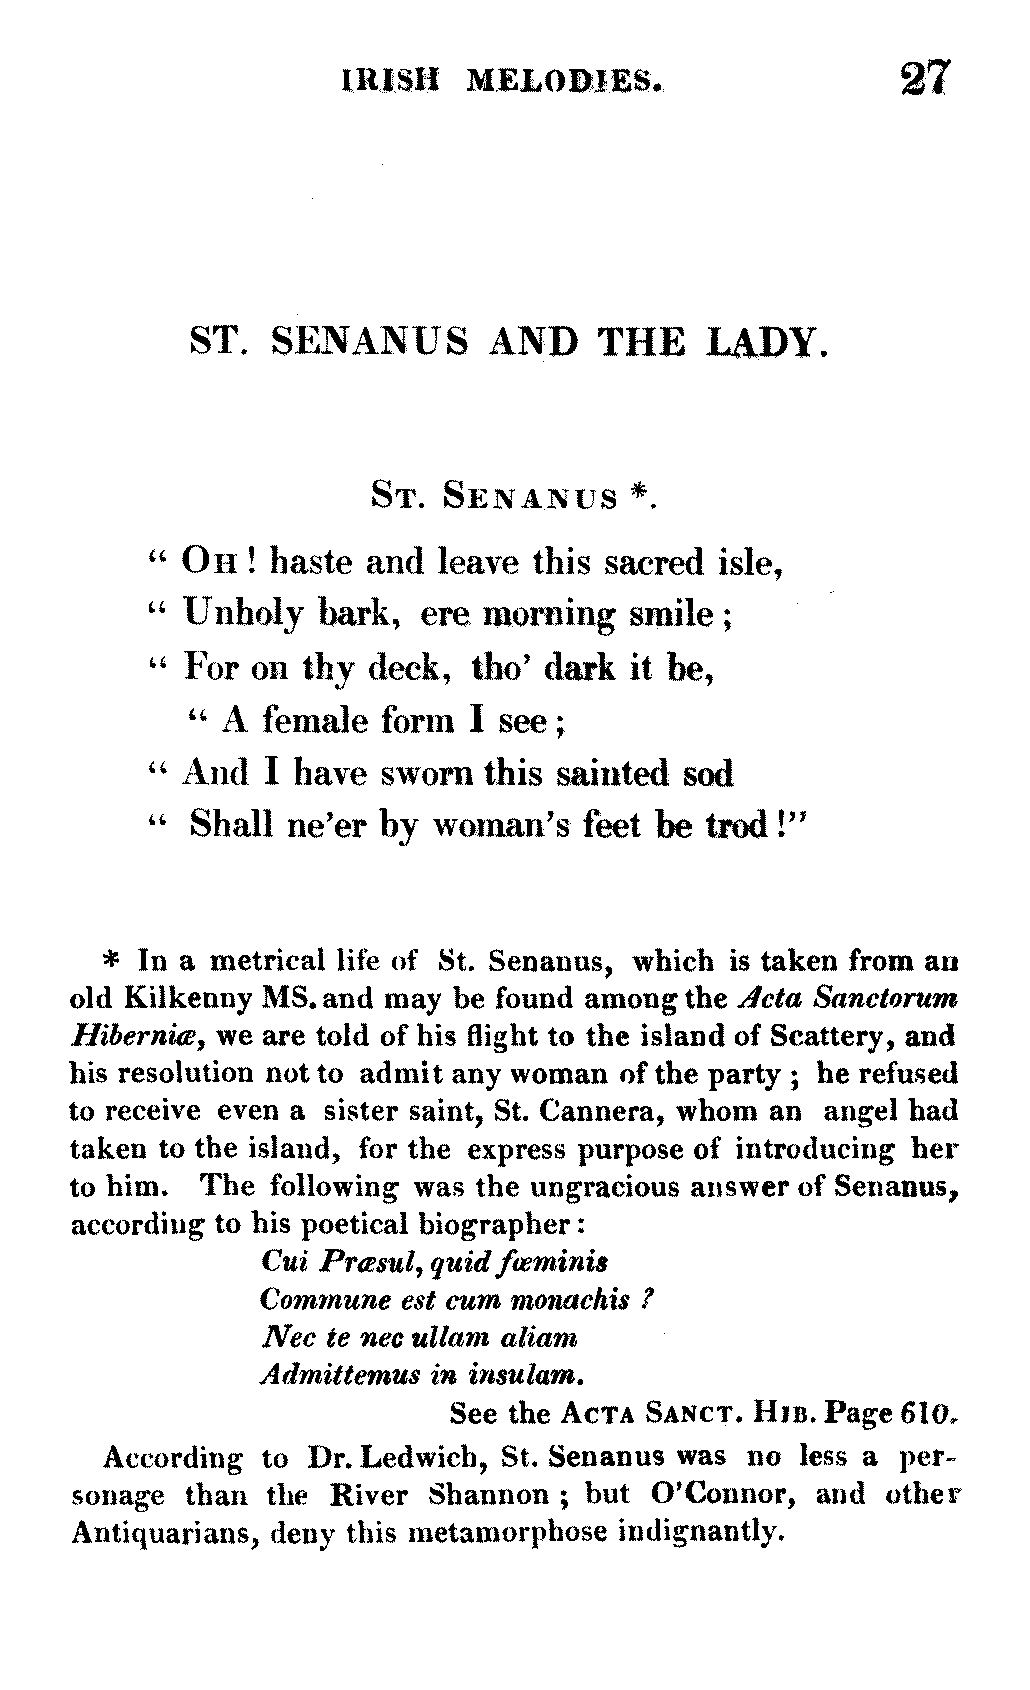 IRISH MELODIES. 27
ST. SENANUS AND THE LADY.
ST. SENANUS *.
“ OH ! haste and leave this sacred isle,
“ Unholy bark, ere morning smile ;
“ For on thy deck, tho’ dark it be,
“ A female form I see ;
“ And I have sworn this sainted sod
“ Shall ne’er by woman’s feet be trod !”
* In a metrical life of St. Senanus, which is taken from an
old Kilkenny MS. and may be found among the Acta Sanctorum
Hiberniæ, we are told of his flight to the island of Scattery, and
his resolution not to admit any woman of the party ; he refused
to receive even a sister saint, St. Cannera, whom an angel had
taken to the island, for the express purpose of introducing her
to him. The following was the ungracious answer of Senanus,
according to his poetical biographer :
Cui Præsul, quid fœminis
Commune est cum monachis ?
Nec te nec ullam aliam
Admittemus in insulam.
See the ACTA SANCT. HIB. Page 610.
According to Dr. Ledwich, St. Senanus was no less a per-
sonage than the River Shannon ; but O’Connor, and other
Antiquarians, deny this metamorphose indignantly.